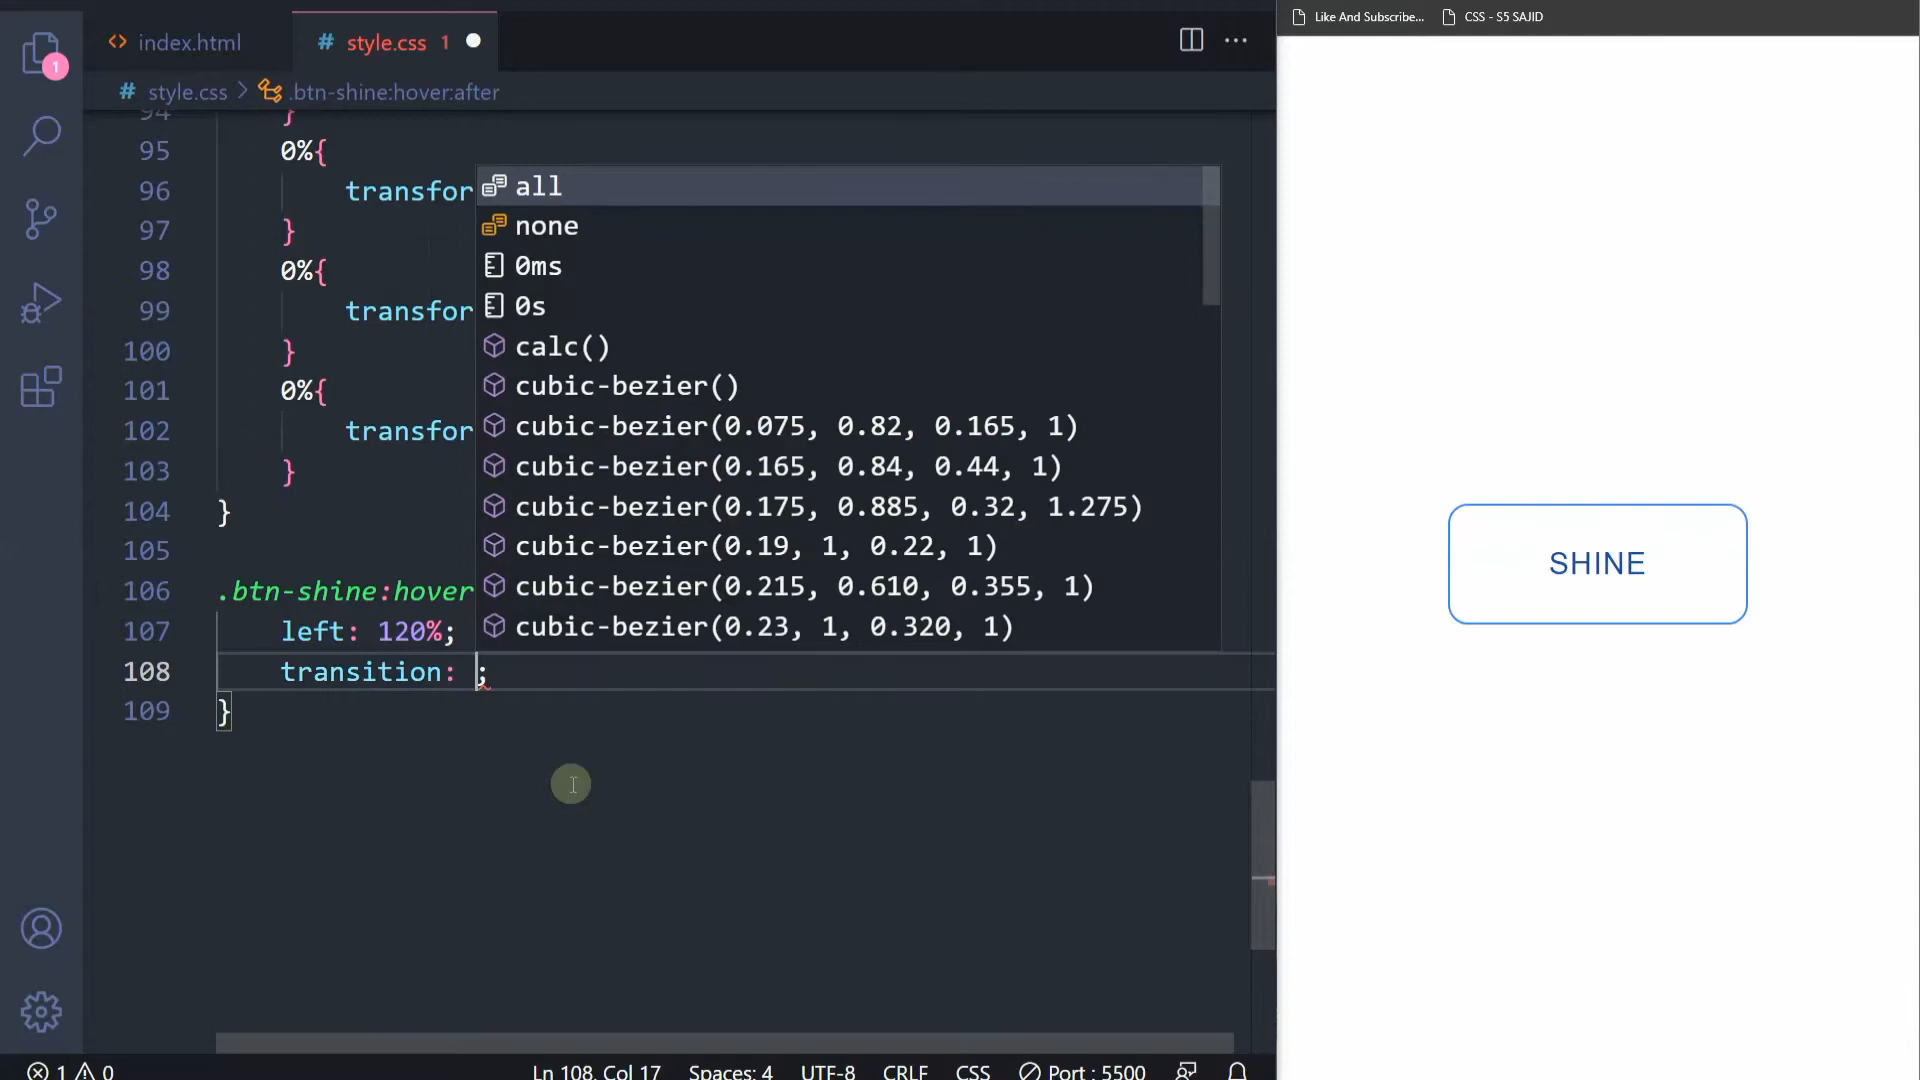 index.html
style.css 1
Like And Subscribe...
CSS - S5 SAJID
style.css > .btn-shine:hover:after
94 }
95 0%{
96 transfor
97 }
98 0%{
99 transfor
100 }
101 0%{
102 transfor
103 }
104 }
105
106 .btn-shine:hover
107 left: 120%;
108 transition: ;
109 }
all
none
0ms
0s
calc()
cubic-bezier()
cubic-bezier(0.075, 0.82, 0.165, 1)
cubic-bezier(0.165, 0.84, 0.44, 1)
cubic-bezier(0.175, 0.885, 0.32, 1.275)
cubic-bezier(0.19, 1, 0.22, 1)
cubic-bezier(0.215, 0.610, 0.355, 1)
cubic-bezier(0.23, 1, 0.320, 1)
SHINE
1
1 0 Ln 108, Col 17 Spaces: 4 UTF-8 CRLF CSS Port : 5500